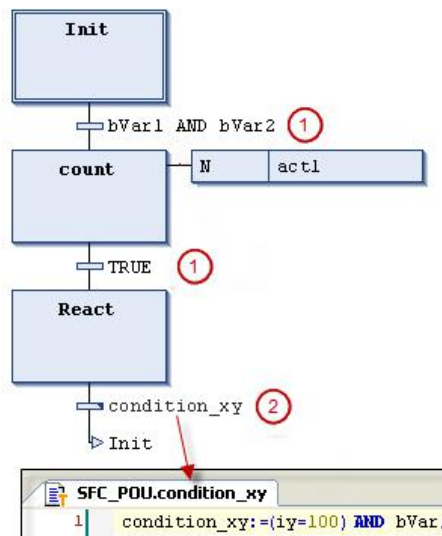 Init
bVar1 AND bVar2 1
count N act1
TRUE 1
React
condition_xy 2
Init
SFC_POU.condition_xy
1 condition_xy:=(iy=100) AND bVar